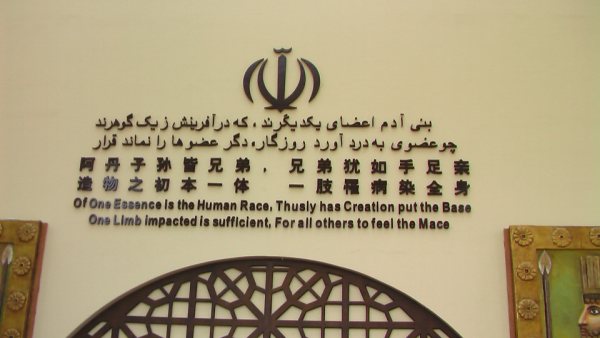 بنی آدم اعضای یکدیگرند ، که در آفرینش ز یک گوهرند
چو عضوی به درد آورد روزگار، دگر عضوها را نماند قرار
阿丹子孙皆兄弟，兄弟犹如手足亲
造物之初本一体 一肢罹病染全身
Of One Essence is the Human Race, Thusly has Creation put the Base
One Limb impacted is sufficient, For all others to feel the Mace